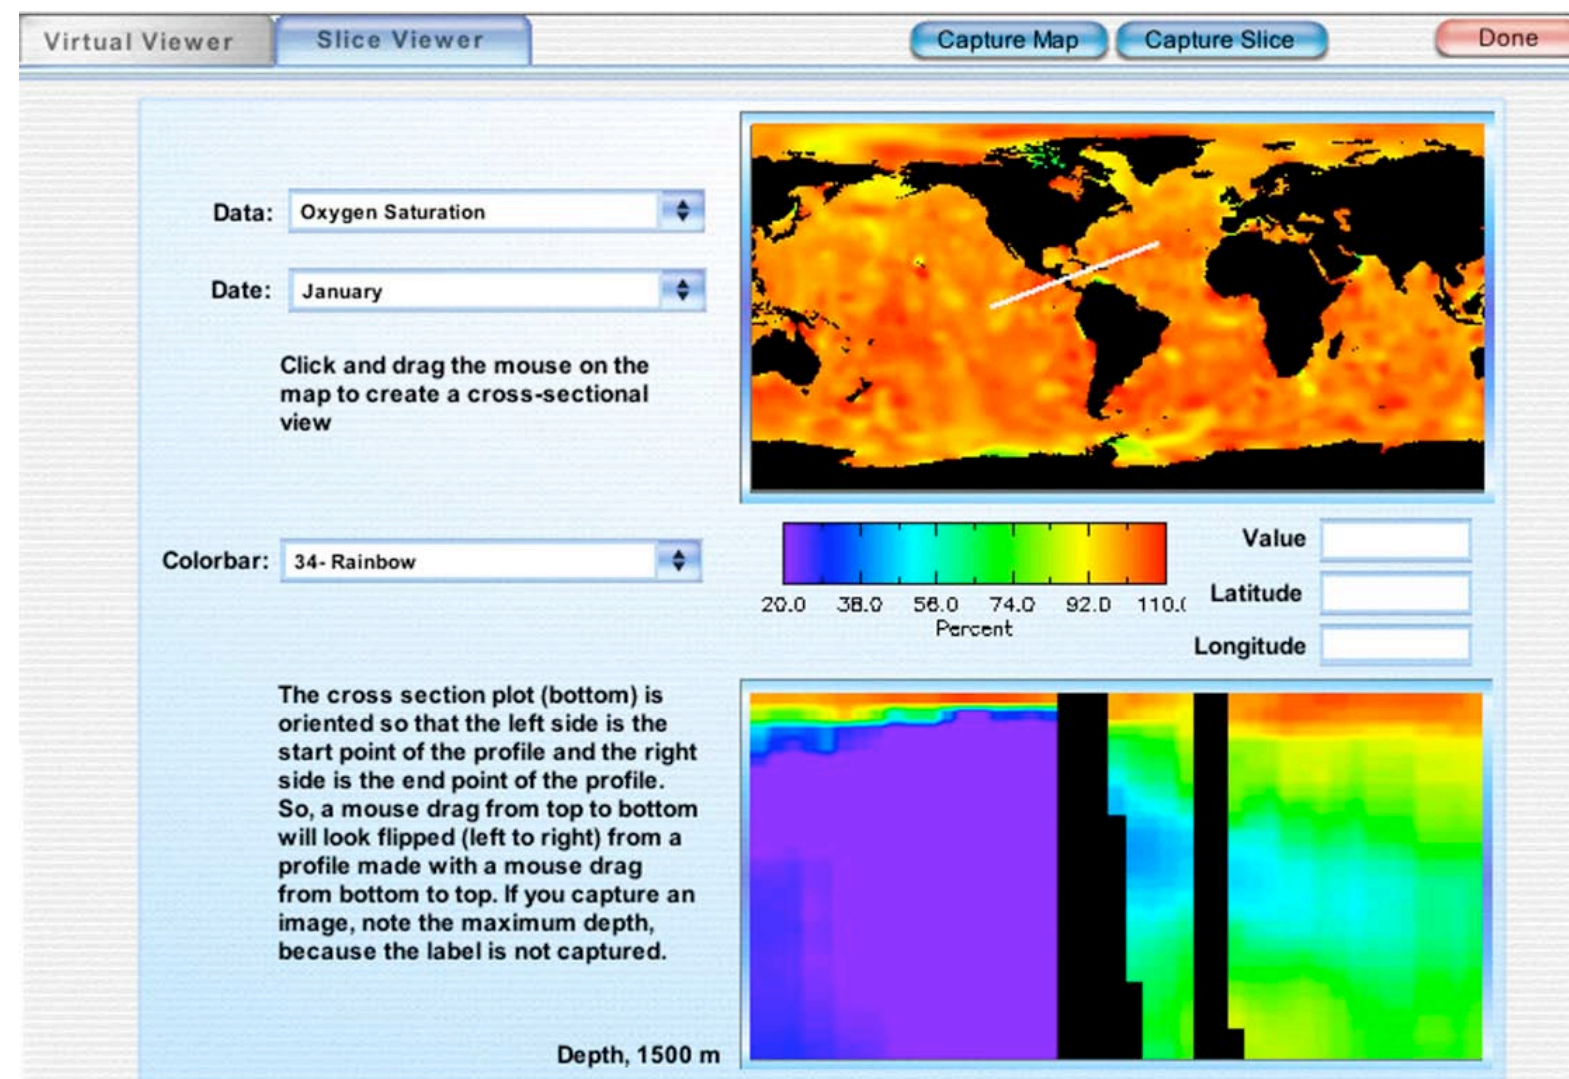 Virtual Viewer
Slice Viewer
Capture Map
Capture Slice
Done
Data:
Oxygen Saturation
Date:
January
Click and drag the mouse on the
map to create a cross-sectional
view
Colorbar:
34- Rainbow
20.0 38.0 56.0 74.0 92.0 110.(
Percent
Value
Latitude
Longitude
The cross section plot (bottom) is
oriented so that the left side is the
start point of the profile and the right
side is the end point of the profile.
So, a mouse drag from top to bottom
will look flipped (left to right) from a
profile made with a mouse drag
from bottom to top. If you capture an
image, note the maximum depth,
because the label is not captured.
Depth, 1500 m